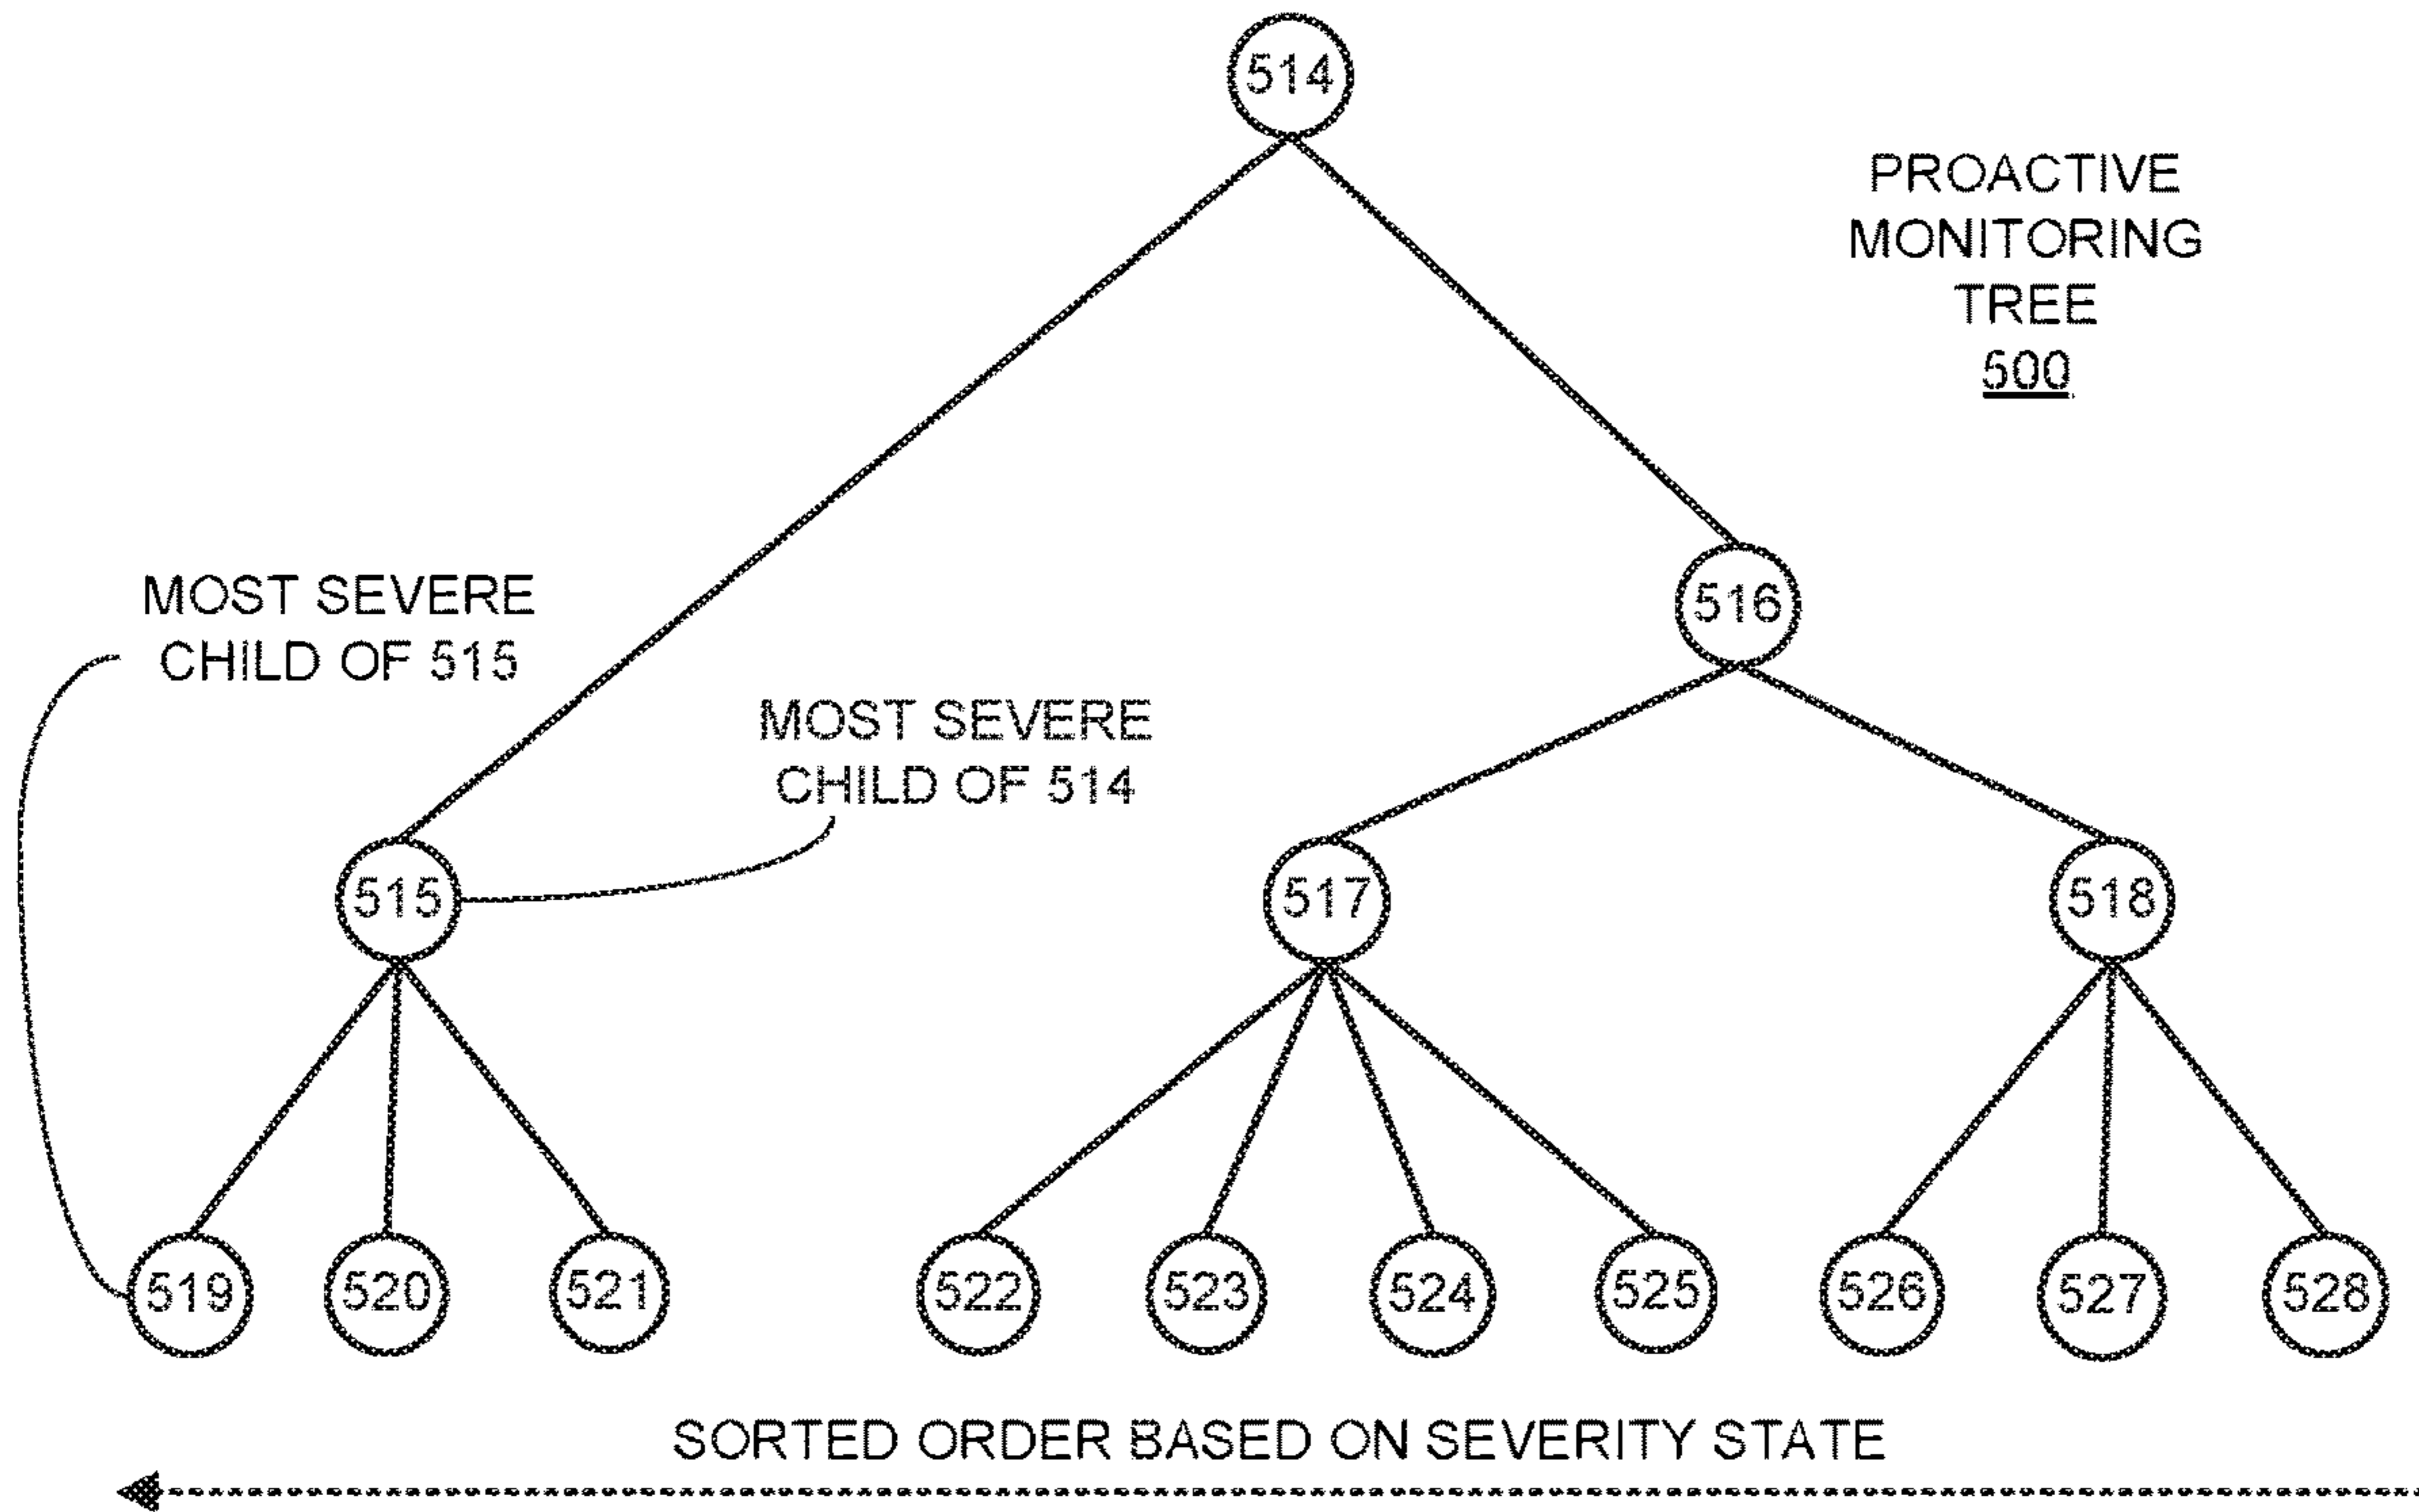 514
PROACTIVE
MONITORING
TREE
500
516
MOST SEVERE
CHILD OF 515
MOST SEVERE
CHILD OF 514
515
517
518
519
520
521
522
523
524
525
526
527
528
SORTED ORDER BASED ON SEVERITY STATE